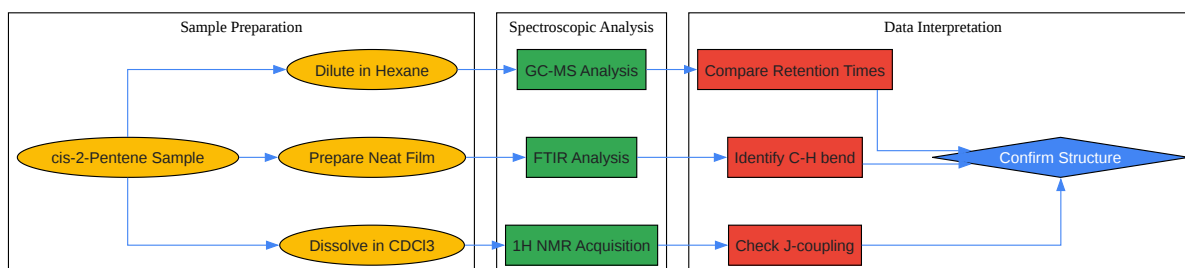 Sample Preparation
Spectroscopic Analysis
Data Interpretation
Dilute in Hexane
GC-MS Analysis
Compare Retention Times
cis-2-Pentene Sample
Prepare Neat Film
FTIR Analysis
Identify C-H bend
Confirm Structure
Dissolve in CDCl3
1H NMR Acquisition
Check J-coupling